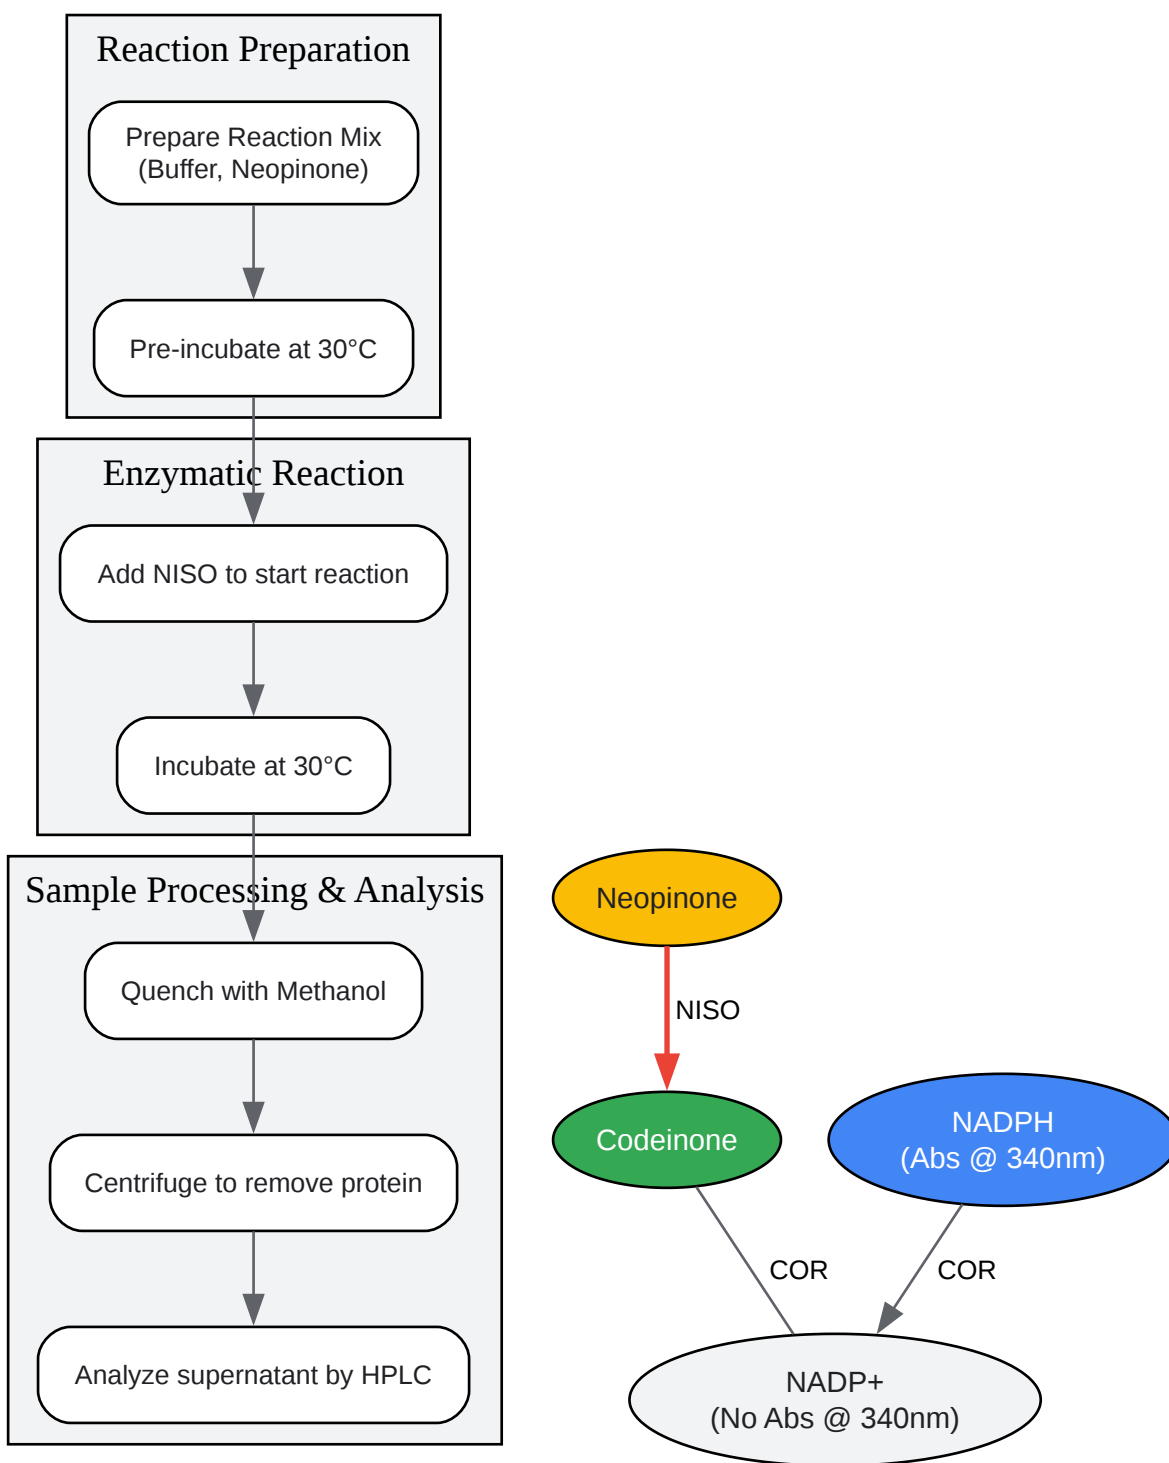 Reaction Preparation
Prepare Reaction Mix
(Buffer, Neopinone)
Pre-incubate at 30°C
Enzymatic Reaction
Add NISO to start reaction
Incubate at 30°C
Sample Processing & Analysis
Quench with Methanol
Centrifuge to remove protein
Analyze supernatant by HPLC
Neopinone
NISO
Codeinone
NADPH
(Abs @ 340nm)
COR
COR
NADP+
(No Abs @ 340nm)